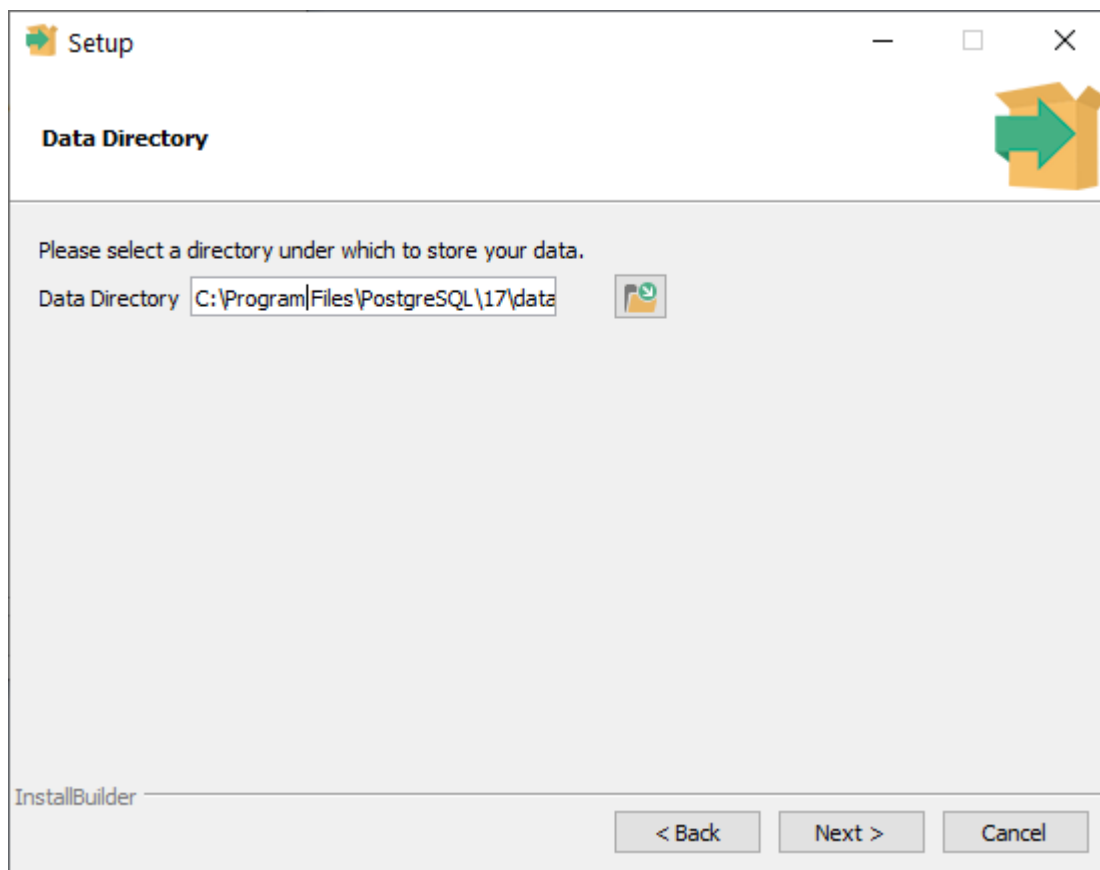 Setup
Data Directory
Please select a directory under which to store your data.
Data Directory C:\Program Files\PostgreSQL\17\data
InstallBuilder
< Back Next > Cancel